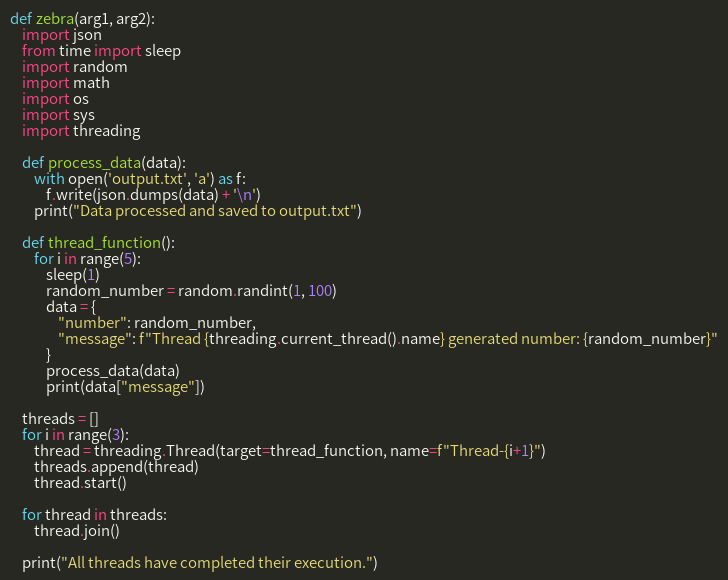 def zebra(arg1, arg2):
    import json
    from time import sleep
    import random
    import math
    import os
    import sys
    import threading

    def process_data(data):
        with open('output.txt', 'a') as f:
            f.write(json.dumps(data) + '\n')
        print("Data processed and saved to output.txt")

    def thread_function():
        for i in range(5):
            sleep(1)
            random_number = random.randint(1, 100)
            data = {
                "number": random_number,
                "message": f"Thread {threading.current_thread().name} generated number: {random_number}"
            }
            process_data(data)
            print(data["message"])

    threads = []
    for i in range(3):
        thread = threading.Thread(target=thread_function, name=f"Thread-{i+1}")
        threads.append(thread)
        thread.start()

    for thread in threads:
        thread.join()

    print("All threads have completed their execution.")